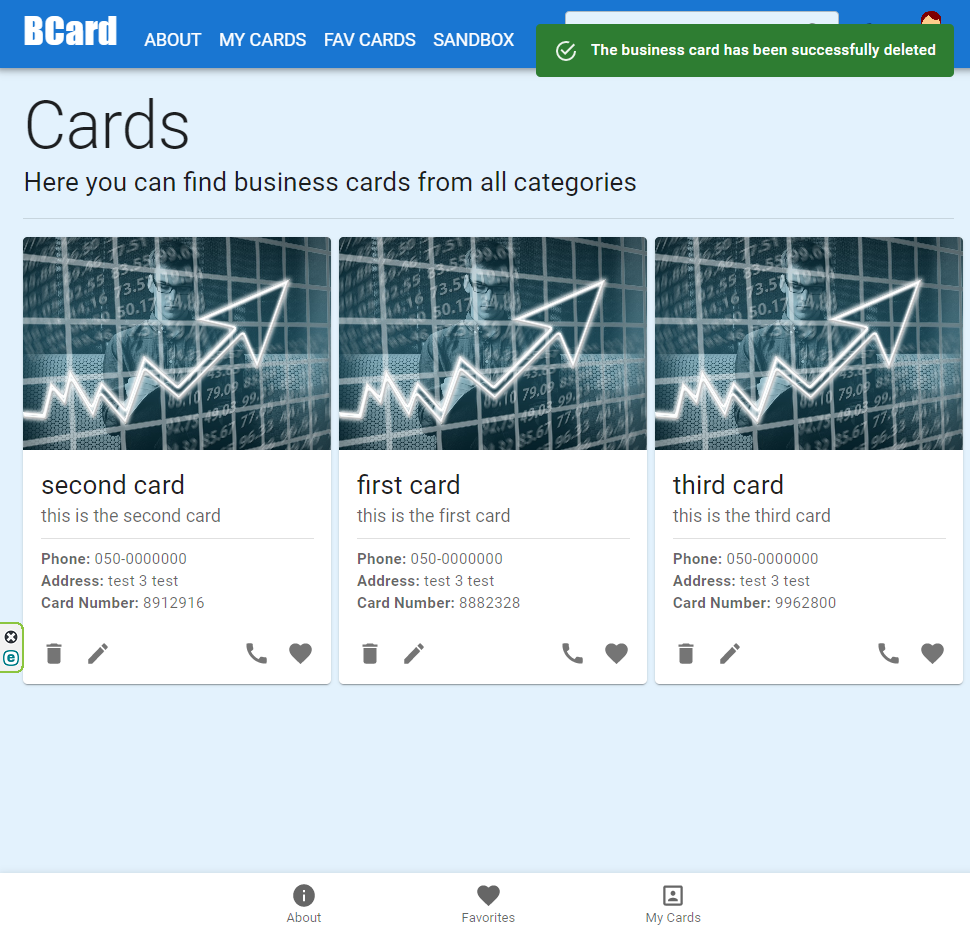 BCard
ABOUT MY CARDS FAV CARDS SANDBOX
The business card has been successfully deleted
Cards
Here you can find business cards from all categories
second card
this is the second card
Phone: 050-0000000
Address: test 3 test
Card Number: 8912916
first card
this is the first card
Phone: 050-0000000
Address: test 3 test
Card Number: 8882328
third card
this is the third card
Phone: 050-0000000
Address: test 3 test
Card Number: 9962800
About
Favorites
My Cards